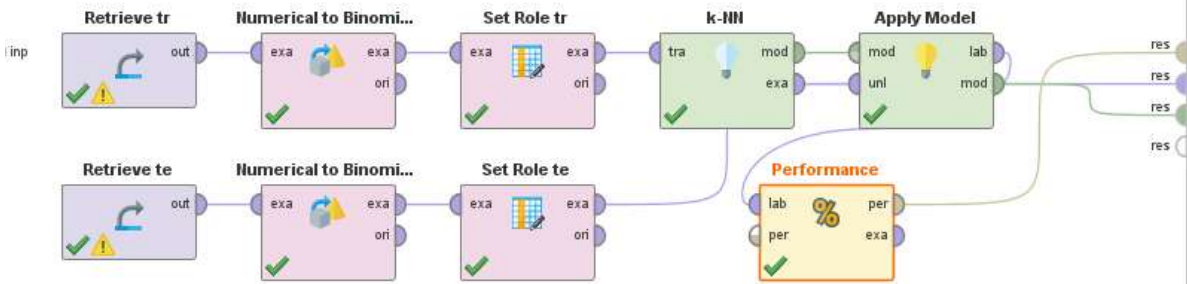 Retrieve tr Numerical to Binomi... Set Role tr k-NN Apply Model
inp out exa exa exa exa tra mod mod lab res
ori ori exa unl mod res
res
res
Retrieve te Numerical to Binomi... Set Role te Performance
out exa exa exa exa lab % per
ori ori per exa